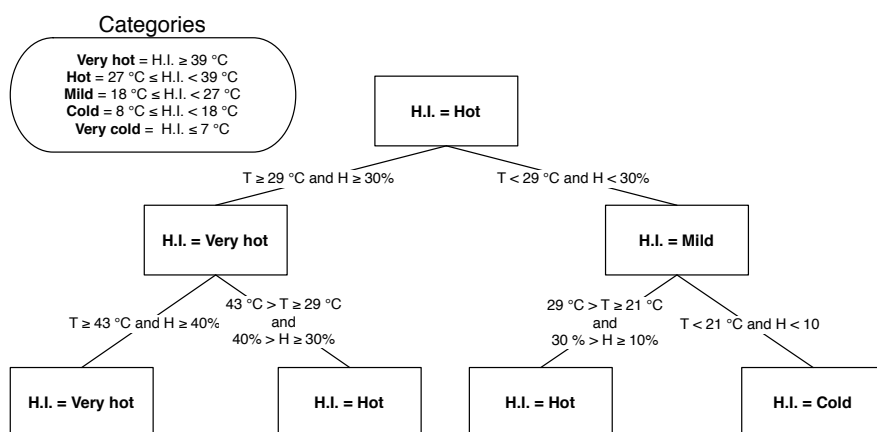 Categories
Very hot = H.I. ≥ 39 °C
Hot = 27 °C ≤ H.I. < 39 °C
Mild = 18 °C ≤ H.I. < 27 °C
Cold = 8 °C ≤ H.I. < 18 °C
Very cold = H.I. ≤ 7 °C
H.I. = Hot
T ≥ 29 °C and H ≥ 30%
T < 29 °C and H < 30%
H.I. = Very hot
H.I. = Mild
T ≥ 43 °C and H ≥ 40%
43 °C > T ≥ 29 °C
and
40% > H ≥ 30%
29 °C > T ≥ 21 °C
and
30 % > H ≥ 10%
T < 21 °C and H < 10
H.I. = Very hot
H.I. = Hot
H.I. = Hot
H.I. = Cold